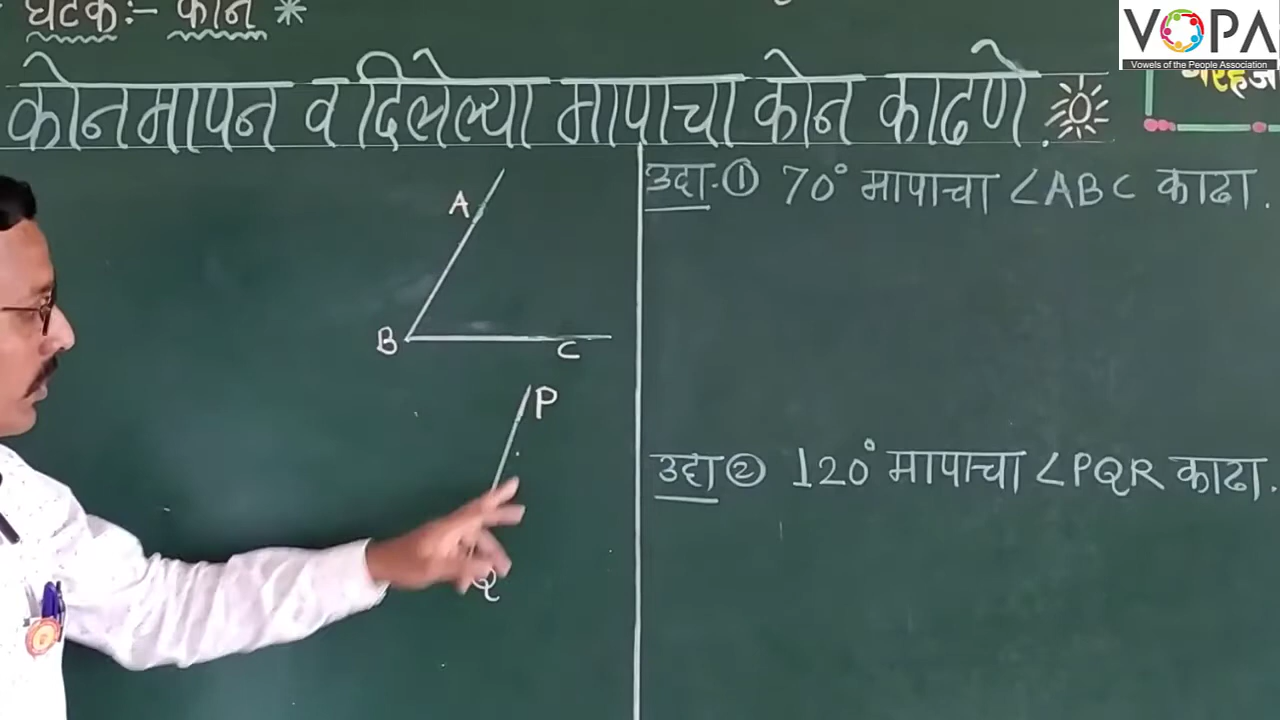 घटक:- कोन *
VOPA
Vowels of the People Association
कोनमापन व दिलेल्या मापाचा कोन काढणे.
A
B
C
P
Q
उदा.① 70° मापाचा ∠ABC काढा.
उदा② 120° मापाचा ∠PQR काढा.